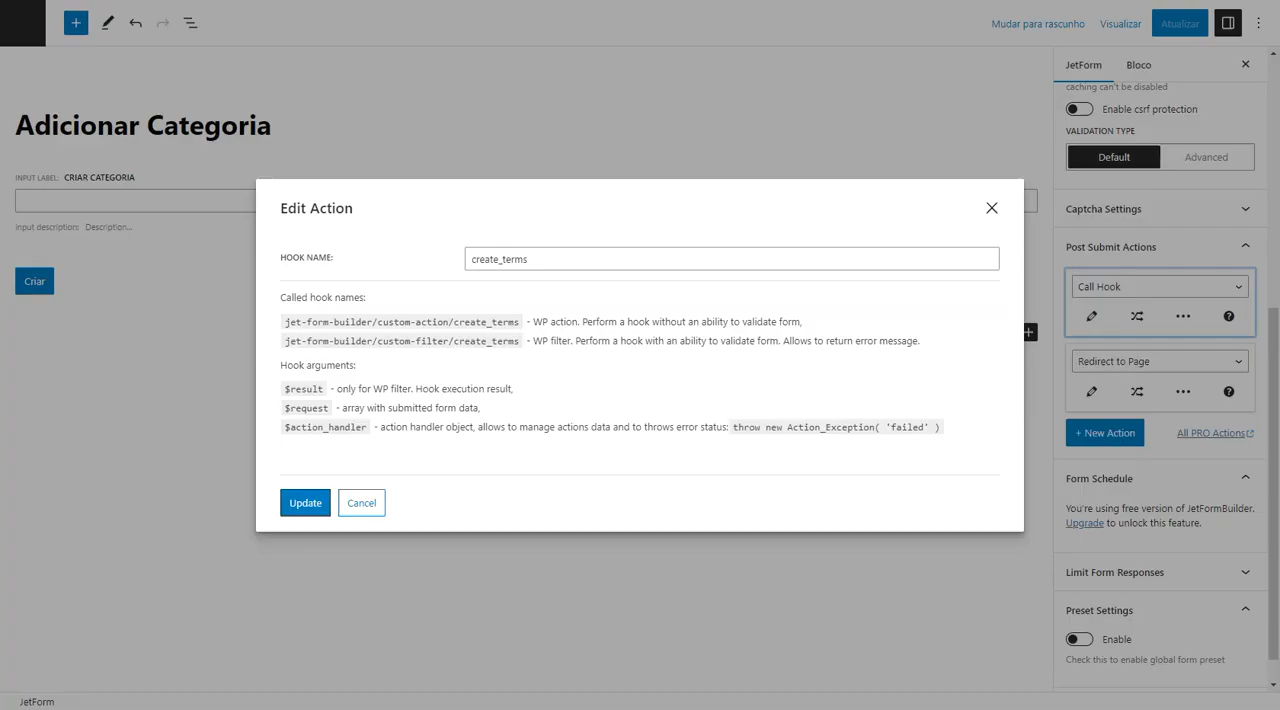 Mudar para rascunho Visualizar Atualizar
JetForm Bloco
caching can't be disabled
Enable csrf protection
VALIDATION TYPE
Default Advanced
Captcha Settings
Post Submit Actions
Call Hook
Redirect to Page
+ New Action All PRO Actions
Form Schedule
You're using free version of JetFormBuilder.
Upgrade to unlock this feature.
Limit Form Responses
Preset Settings
Enable
Check this to enable global form preset
Adicionar Categoria
INPUT LABEL: CRIAR CATEGORIA
input description: Description...
Criar
Edit Action
HOOK NAME: create_terms
Called hook names:
jet-form-builder/custom-action/create_terms - WP action. Perform a hook without an ability to validate form,
jet-form-builder/custom-filter/create_terms - WP filter. Perform a hook with an ability to validate form. Allows to return error message.
Hook arguments:
$result - only for WP filter. Hook execution result,
$request - array with submitted form data,
$action_handler - action handler object, allows to manage actions data and to throws error status: throw new Action_Exception( 'failed' )
Update Cancel
JetForm